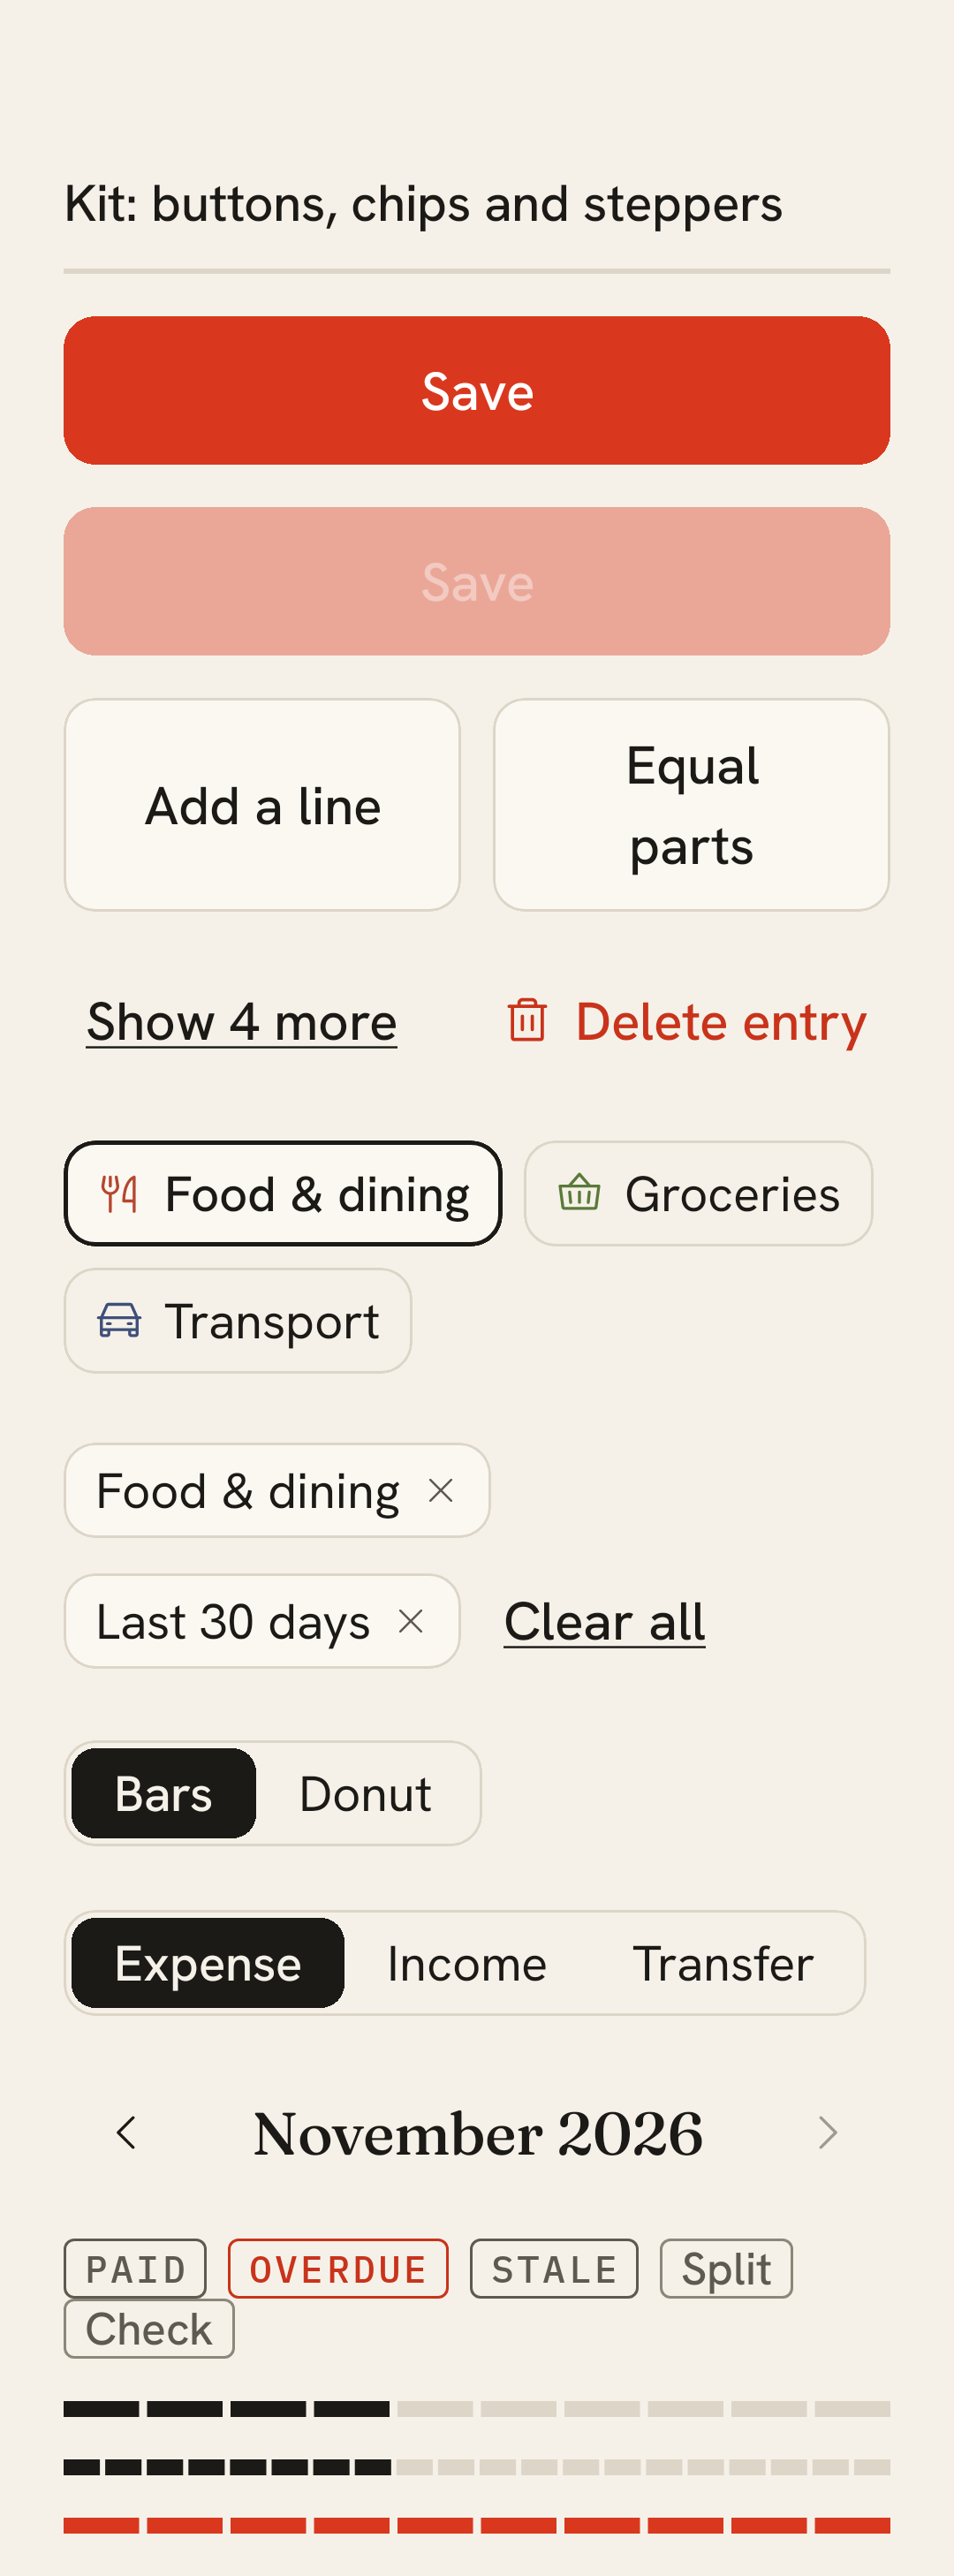 Kit: buttons, chips and steppers
Save
Save
Add a line
Equal
parts
Show 4 more
Delete entry
Food & dining
Groceries
Transport
Food & dining
Last 30 days
Clear all
Bars
Donut
Expense
Income
Transfer
November 2026
PAID
OVERDUE
STALE
Split
Check